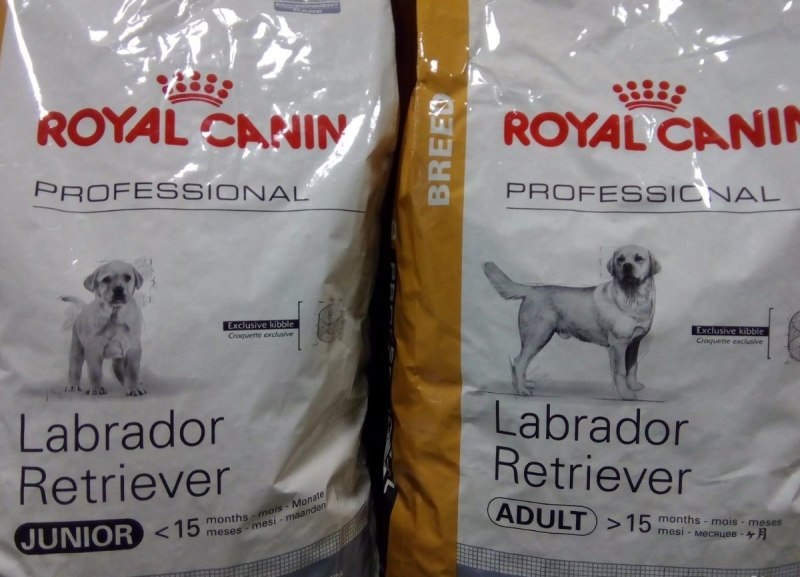 ROYAL CANIN
PROFESSIONAL
Exclusive kibble
Croquette exclusive
Labrador
Retriever
JUNIOR <15 months - mois - Monate
meses - mesi - maanden
BREED
ROYAL CANIN
PROFESSIONAL
Exclusive kibble
Croquette exclusive
Labrador
Retriever
ADULT >15 months - mois - meses
mesi - месяцев - ヶ月